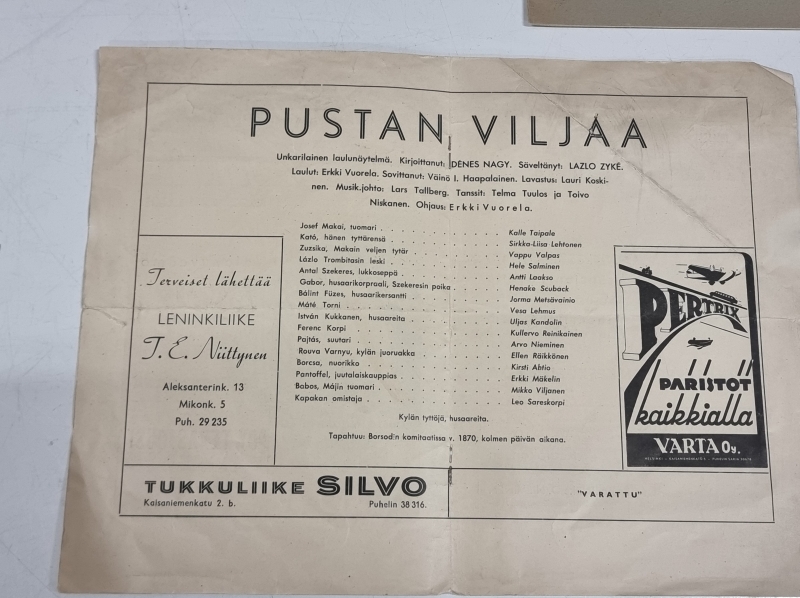 PUSTAN VILJAA
Unkarilainen laulunäytelmä. Kirjoittanut: DÉNES NAGY. Säveltänyt: LAZLO ZYKÉ.
Laulut: Erkki Vuorela. Sovittanut: Väinö I. Haapalainen. Lavastus: Lauri Koski-
nen. Musik.johto: Lars Tallberg. Tanssit: Telma Tuulos ja Toivo
Niskanen. Ohjaus: Erkki Vuorela.
Josef Makai, tuomari . . . . . . . . . . . . Kalle Taipale
Kató, hänen tyttärensä . . . . . . . . . . . . Sirkka-Liisa Lehtonen
Zuzsika, Makain veljen tytär . . . . . . . . . . . . Vappu Valpas
Lázlo Trombitasin leski . . . . . . . . . . . . Hele Salminen
Antal Szekeres, lukkoseppä . . . . . . . . . . . . Antti Laakso
Gabor, husaarikorpraali, Szekeresin poika . . . . Henake Scuback
Bálint Füzes, husaarikersantti . . . . . . . . . . . . Jorma Metsävainio
Máté Torni . . . . . . . . . . . . Vesa Lehmus
István Kukkanen, husaareita . . . . . . . . . . . . Uljas Kandolin
Ferenc Korpi . . . . . . . . . . . . Kullervo Reinikainen
Pajtás, suutari . . . . . . . . . . . . Arvo Nieminen
Rouva Varnyu, kylän juoruakka . . . . . . . . . . . . Ellen Räikkönen
Borcsa, nuorikko . . . . . . . . . . . . Kirsti Ahtio
Pantoffel, juutalaiskauppias . . . . . . . . . . . . Erkki Mäkelin
Babos, Májin tuomari . . . . . . . . . . . . Mikko Viljanen
Kapakan omistaja . . . . . . . . . . . . Leo Sareskorpi
Kylän tyttöjä, husaareita.
Tapahtuu: Borsodin komitaatissa v. 1870, kolmen päivän aikana.
Terveiset lähettää
LENINKILIIKE
T. E. Niittynen
Aleksanterink. 13
Mikonk. 5
Puh. 29 235
PERTRIX
PARISTOT
kaikkialla
VARTA Oy.
TUKKULIIKE SILVO
Kaisaniemenkatu 2. b. Puhelin 38 316.
"VARATTU"